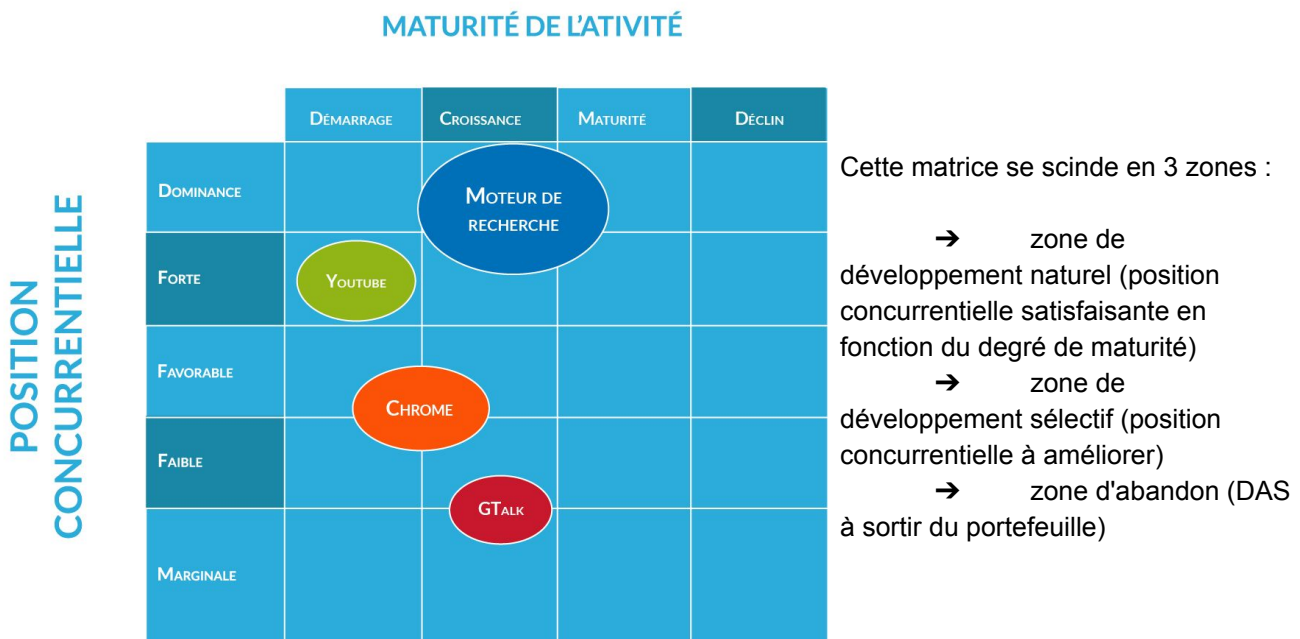 MATURITÉ DE L'ATIVITÉ
DÉMARRAGE
CROISSANCE
MATURITÉ
DÉCLIN
POSITION
CONCURRENTIELLE
DOMINANCE
MOTEUR DE
RECHERCHE
FORTE
YOUTUBE
FAVORABLE
CHROME
FAIBLE
GTALK
MARGINALE
Cette matrice se scinde en 3 zones :
➔ zone de
développement naturel (position
concurrentielle satisfaisante en
fonction du degré de maturité)
➔ zone de
développement sélectif (position
concurrentielle à améliorer)
➔ zone d'abandon (DAS
à sortir du portefeuille)